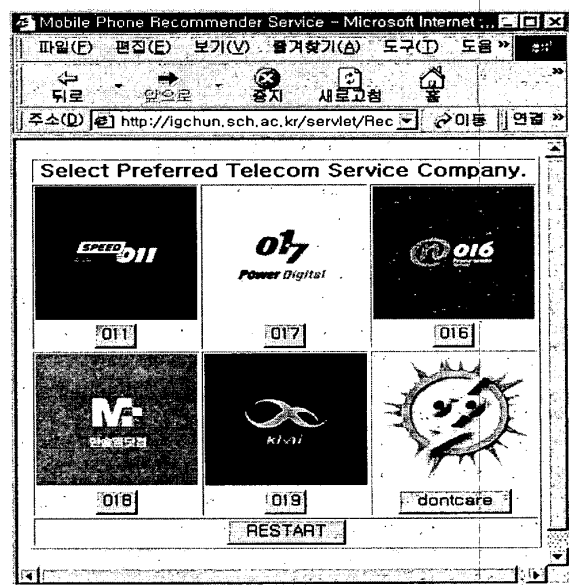 Mobile Phone Recommender Service - Microsoft Internet ...
파일(F) 편집(E) 보기(V) 즐겨찾기(A) 도구(T) 도움 »
뒤로 앞으로 중지 새로고침 홈 »
주소(D) http://igchun.sch.ac.kr/servlet/Rec 이동 연결 »
Select Preferred Telecom Service Company.
SPEED 011
017
Power Digital
016
011 017 016
M
한솔엠닷컴
018 019 dontcare
RESTART